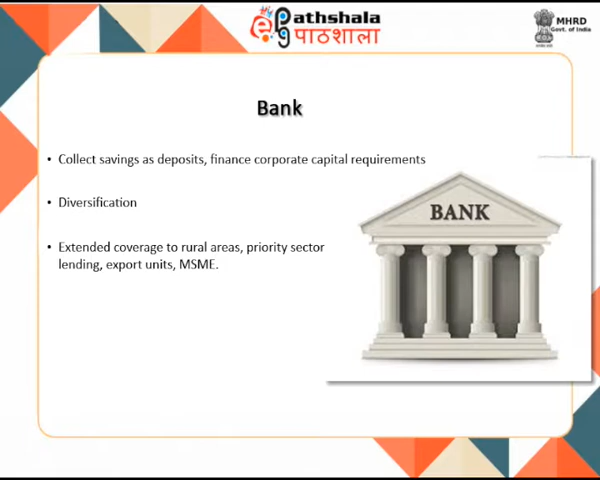 Pathshala
पाठशाला
MHRD
Govt. of India
Bank
• Collect savings as deposits, finance corporate capital requirements
• Diversification
• Extended coverage to rural areas, priority sector
lending, export units, MSME.
BANK